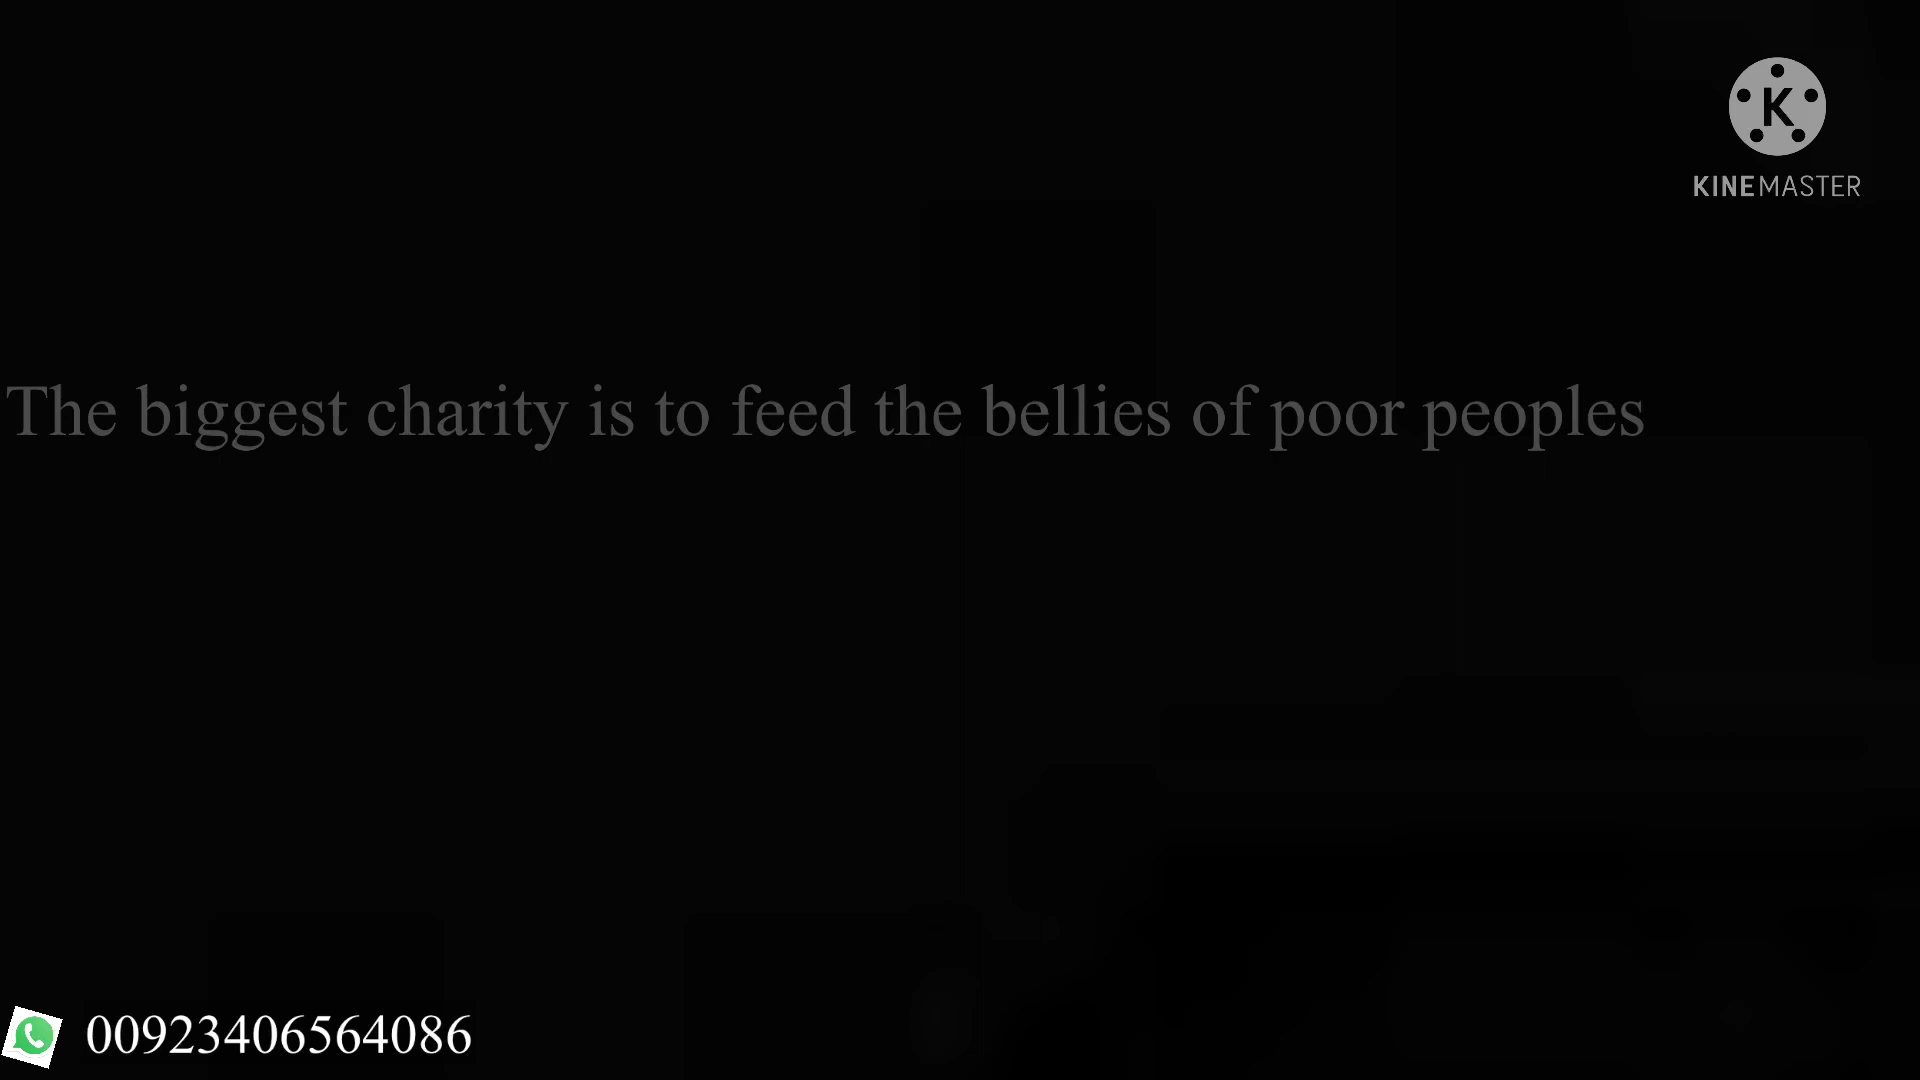 KINEMASTER
The biggest charity is to feed the bellies of poor peoples
00923406564086